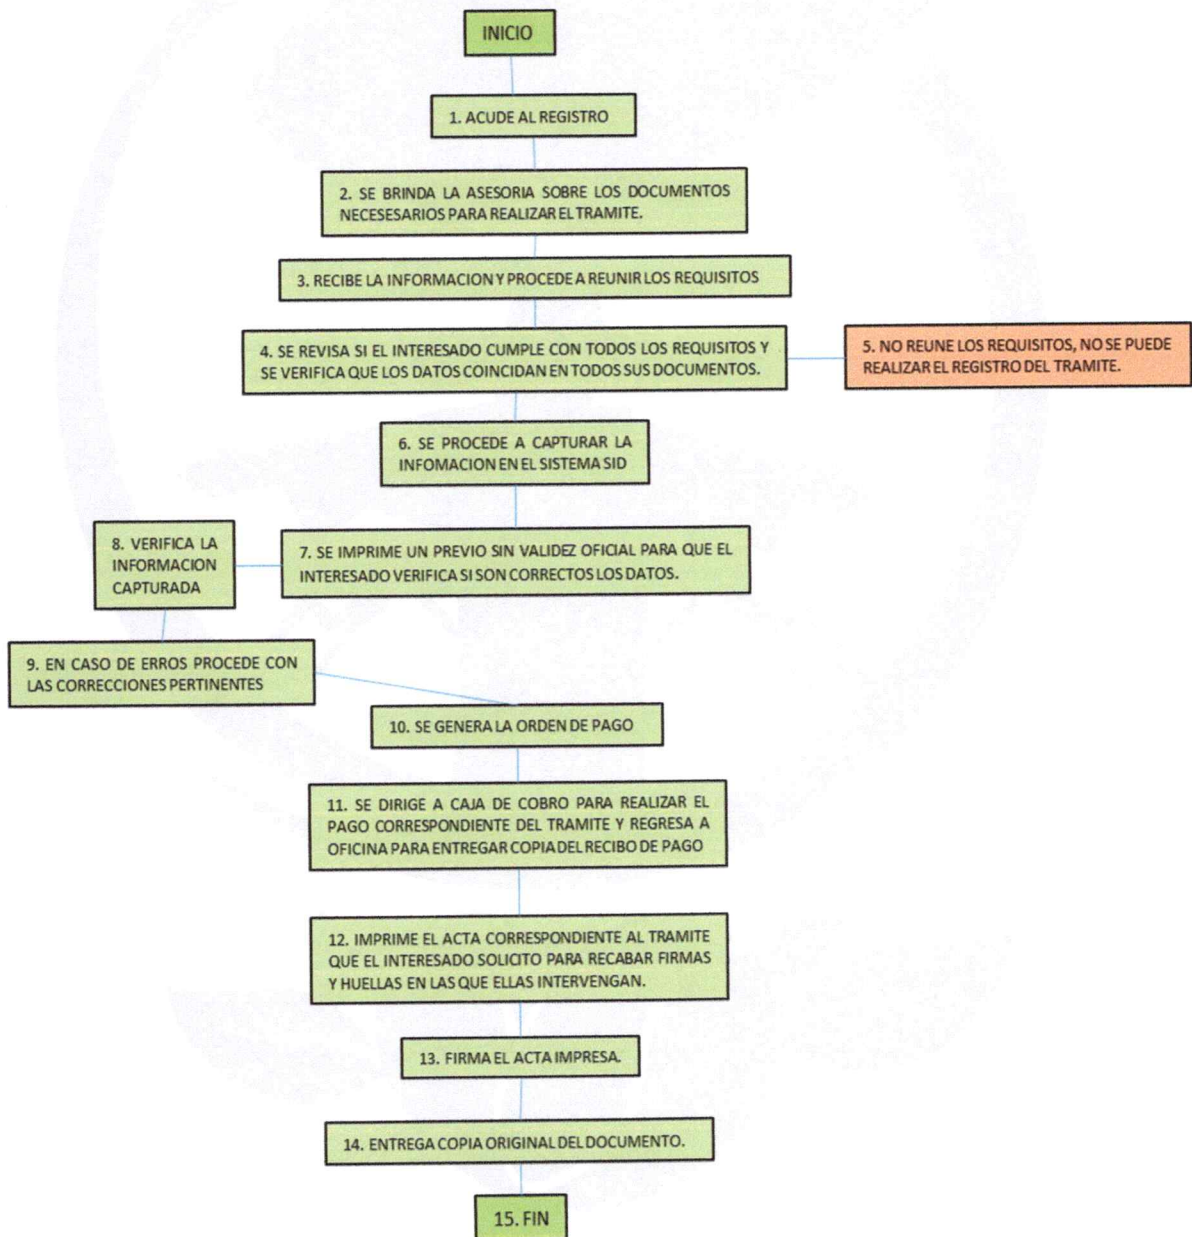 INICIO
1. ACUDE AL REGISTRO
2. SE BRINDA LA ASESORIA SOBRE LOS DOCUMENTOS
NECESESARIOS PARA REALIZAR EL TRAMITE.
3. RECIBE LA INFORMACION Y PROCEDE A REUNIR LOS REQUISITOS
4. SE REVISA SI EL INTERESADO CUMPLE CON TODOS LOS REQUISITOS Y
SE VERIFICA QUE LOS DATOS COINCIDAN EN TODOS SUS DOCUMENTOS.
5. NO REUNE LOS REQUISITOS, NO SE PUEDE
REALIZAR EL REGISTRO DEL TRAMITE.
6. SE PROCEDE A CAPTURAR LA
INFOMACION EN EL SISTEMA SID
7. SE IMPRIME UN PREVIO SIN VALIDEZ OFICIAL PARA QUE EL
INTERESADO VERIFICA SI SON CORRECTOS LOS DATOS.
8. VERIFICA LA
INFORMACION
CAPTURADA
9. EN CASO DE ERROS PROCEDE CON
LAS CORRECCIONES PERTINENTES
10. SE GENERA LA ORDEN DE PAGO
11. SE DIRIGE A CAJA DE COBRO PARA REALIZAR EL
PAGO CORRESPONDIENTE DEL TRAMITE Y REGRESA A
OFICINA PARA ENTREGAR COPIA DEL RECIBO DE PAGO
12. IMPRIME EL ACTA CORRESPONDIENTE AL TRAMITE
QUE EL INTERESADO SOLICITO PARA RECABAR FIRMAS
Y HUELLAS EN LAS QUE ELLAS INTERVENGAN.
13. FIRMA EL ACTA IMPRESA.
14. ENTREGA COPIA ORIGINAL DEL DOCUMENTO.
15. FIN